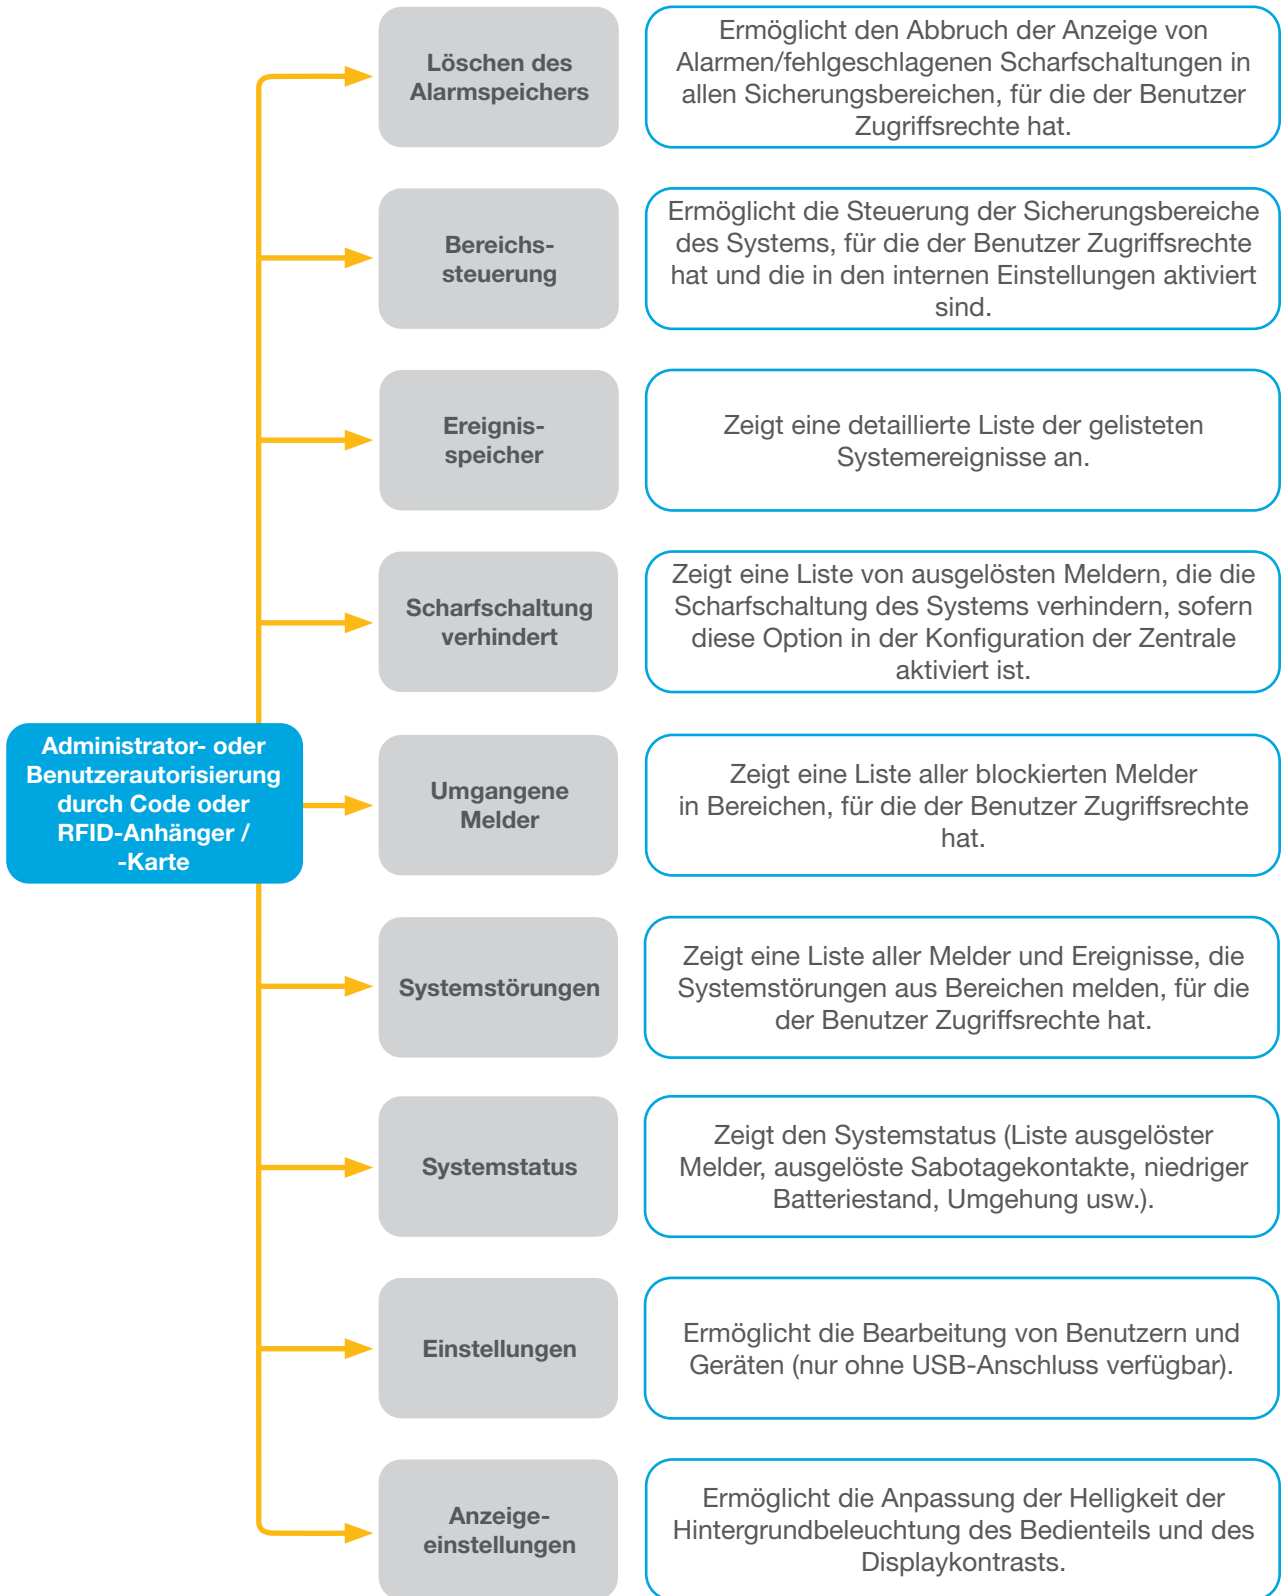 Löschen des
Alarmspeichers
Ermöglicht den Abbruch der Anzeige von
Alarmen/fehlgeschlagenen Scharfschaltungen in
allen Sicherungsbereichen, für die der Benutzer
Zugriffsrechte hat.
Bereichs-
steuerung
Ermöglicht die Steuerung der Sicherungsbereiche
des Systems, für die der Benutzer Zugriffsrechte
hat und die in den internen Einstellungen aktiviert
sind.
Ereignis-
speicher
Zeigt eine detaillierte Liste der gelisteten
Systemereignisse an.
Scharfschaltung
verhindert
Zeigt eine Liste von ausgelösten Meldern, die die
Scharfschaltung des Systems verhindern, sofern
diese Option in der Konfiguration der Zentrale
aktiviert ist.
Administrator- oder
Benutzerautorisierung
durch Code oder
RFID-Anhänger /
-Karte
Umgangene
Melder
Zeigt eine Liste aller blockierten Melder
in Bereichen, für die der Benutzer Zugriffsrechte
hat.
Systemstörungen
Zeigt eine Liste aller Melder und Ereignisse, die
Systemstörungen aus Bereichen melden, für die
der Benutzer Zugriffsrechte hat.
Systemstatus
Zeigt den Systemstatus (Liste ausgelöster
Melder, ausgelöste Sabotagekontakte, niedriger
Batteriestand, Umgehung usw.).
Einstellungen
Ermöglicht die Bearbeitung von Benutzern und
Geräten (nur ohne USB-Anschluss verfügbar).
Anzeige-
einstellungen
Ermöglicht die Anpassung der Helligkeit der
Hintergrundbeleuchtung des Bedienteils und des
Displaykontrasts.